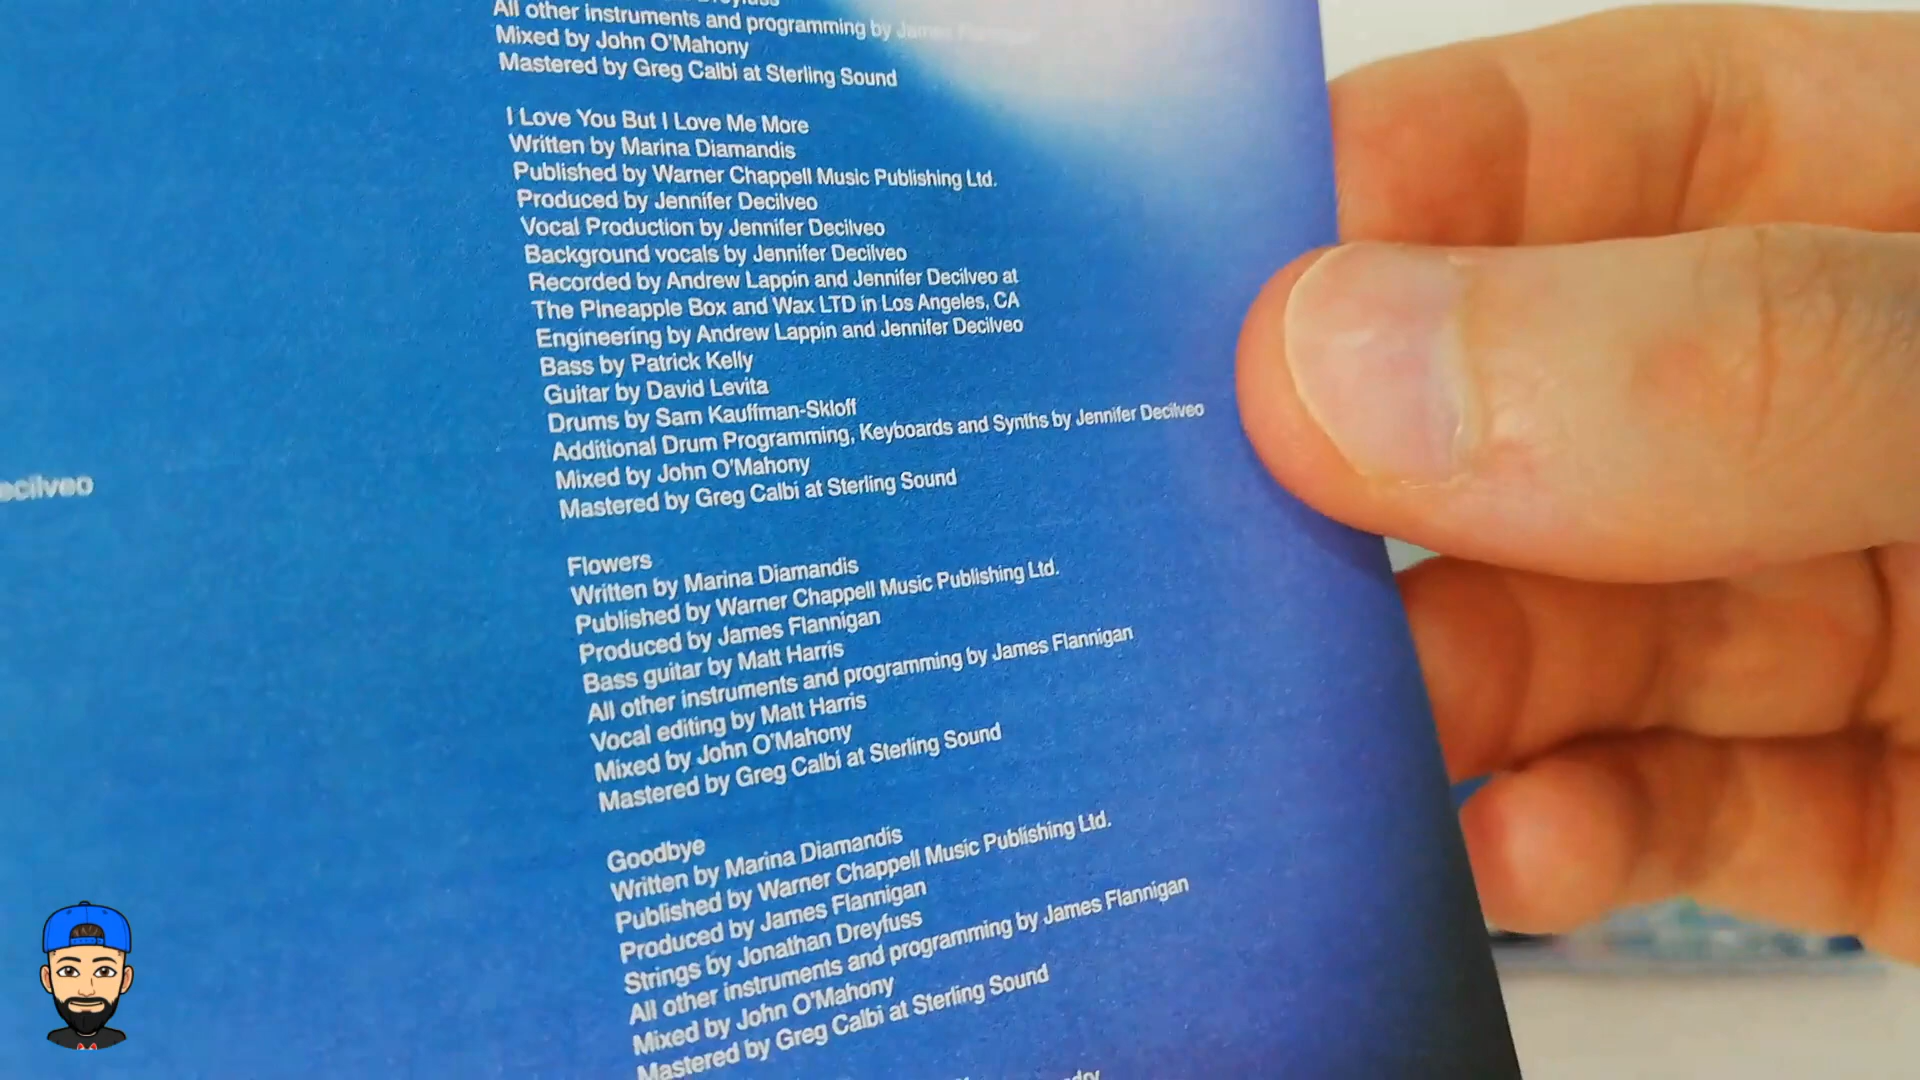 All other instruments and programming by James
Mixed by John O'Mahony
Mastered by Greg Calbi at Sterling Sound
I Love You But I Love Me More
Written by Marina Diamandis
Published by Warner Chappell Music Publishing Ltd.
Produced by Jennifer Decilveo
Vocal Production by Jennifer Decilveo
Background vocals by Jennifer Decilveo
Recorded by Andrew Lappin and Jennifer Decilveo at
The Pineapple Box and Wax LTD in Los Angeles, CA
Engineering by Andrew Lappin and Jennifer Decilveo
Bass by Patrick Kelly
Guitar by David Levita
Drums by Sam Kauffman-Skloff
Additional Drum Programming, Keyboards and Synths by Jennifer Decilveo
Mixed by John O'Mahony
Mastered by Greg Calbi at Sterling Sound
ecilveo
Flowers
Written by Marina Diamandis
Published by Warner Chappell Music Publishing Ltd.
Produced by James Flannigan
Bass guitar by Matt Harris
All other instruments and programming by James Flannigan
Vocal editing by Matt Harris
Mixed by John O'Mahony
Mastered by Greg Calbi at Sterling Sound
Goodbye
Written by Marina Diamandis
Published by Warner Chappell Music Publishing Ltd.
Produced by James Flannigan
Strings by Jonathan Dreyfuss
All other instruments and programming by James Flannigan
Mixed by John O'Mahony
Mastered by Greg Calbi at Sterling Sound